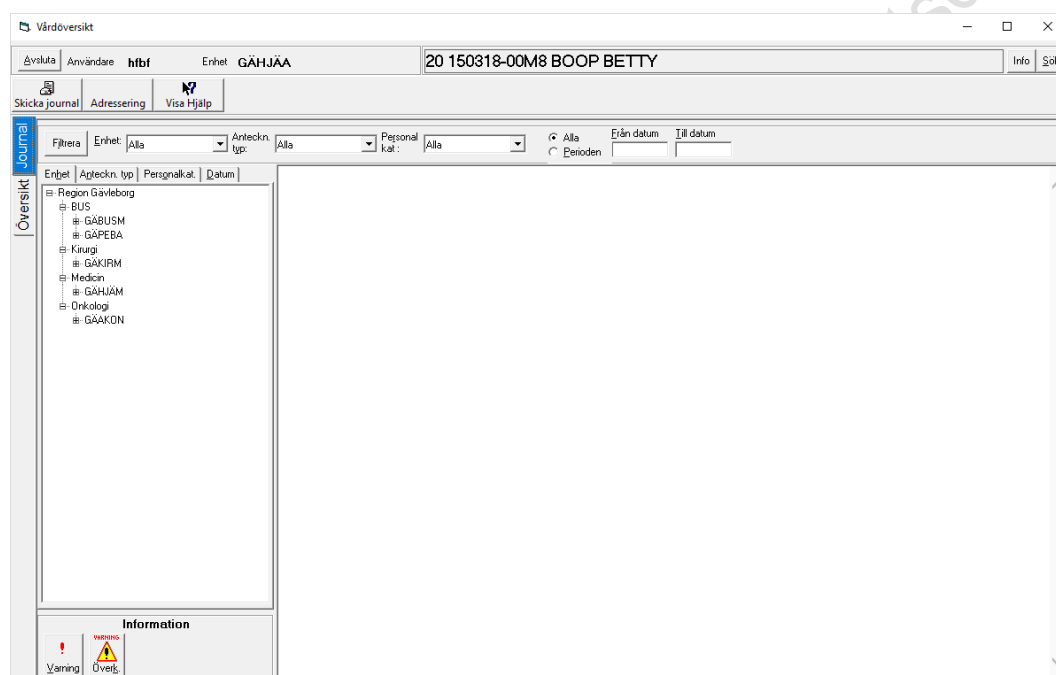 Vårdöversikt
Avsluta Användare hfbf Enhet GÄHJÄA 20 150318-00M8 BOOP BETTY Info Sök
Skicka journal Adressering Visa Hjälp
Journal
Översikt
Filtrera Enhet: Alla Anteckn. typ: Alla Personal kat : Alla Alla Perioden Från datum Till datum
Enhet Anteckn. typ Personalkat. Datum
Region Gävleborg
BUS
GÄBUSM
GÄPEBA
Kirurgi
GÄKIRM
Medicin
GÄHJÄM
Onkologi
GÄAKON
Information
VARNING
Varning Överk.